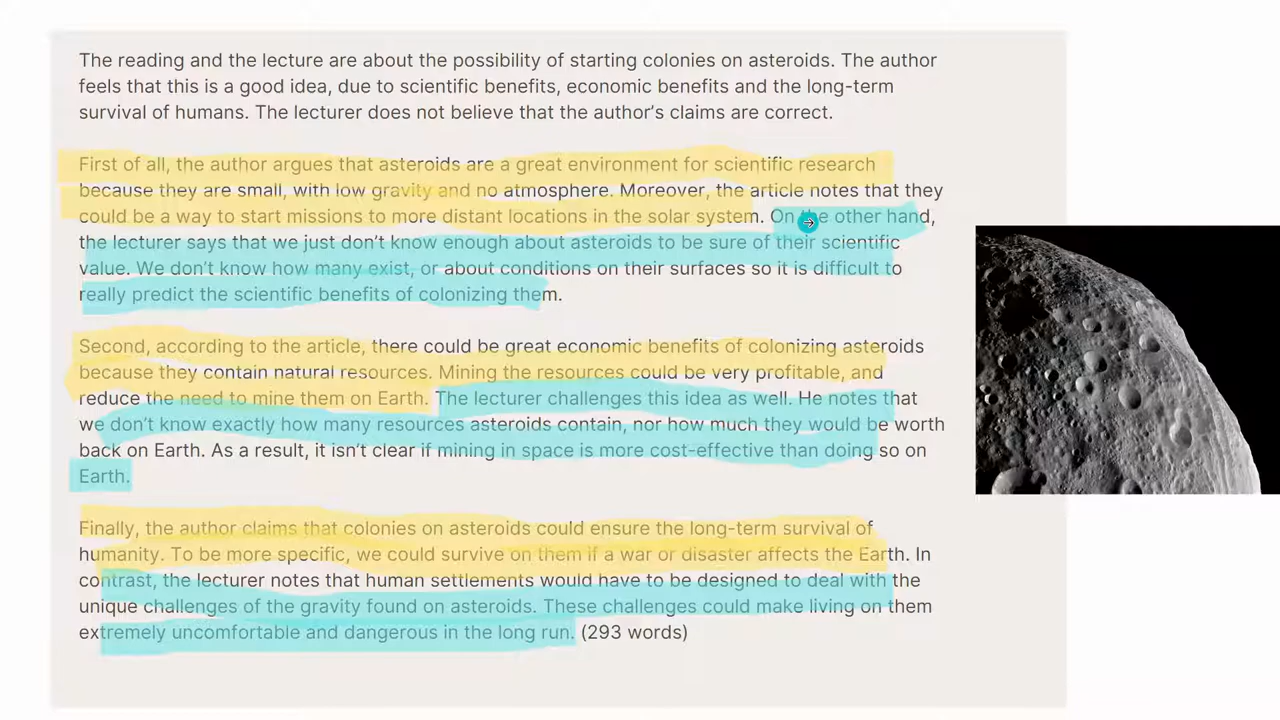 The reading and the lecture are about the possibility of starting colonies on asteroids. The author
feels that this is a good idea, due to scientific benefits, economic benefits and the long-term
survival of humans. The lecturer does not believe that the author's claims are correct.
First of all, the author argues that asteroids are a great environment for scientific research
because they are small, with low gravity and no atmosphere. Moreover, the article notes that they
could be a way to start missions to more distant locations in the solar system. On the other hand,
the lecturer says that we just don't know enough about asteroids to be sure of their scientific
value. We don't know how many exist, or about conditions on their surfaces so it is difficult to
really predict the scientific benefits of colonizing them.
Second, according to the article, there could be great economic benefits of colonizing asteroids
because they contain natural resources. Mining the resources could be very profitable, and
reduce the need to mine them on Earth. The lecturer challenges this idea as well. He notes that
we don't know exactly how many resources asteroids contain, nor how much they would be worth
back on Earth. As a result, it isn't clear if mining in space is more cost-effective than doing so on
Earth.
Finally, the author claims that colonies on asteroids could ensure the long-term survival of
humanity. To be more specific, we could survive on them if a war or disaster affects the Earth. In
contrast, the lecturer notes that human settlements would have to be designed to deal with the
unique challenges of the gravity found on asteroids. These challenges could make living on them
extremely uncomfortable and dangerous in the long run. (293 words)